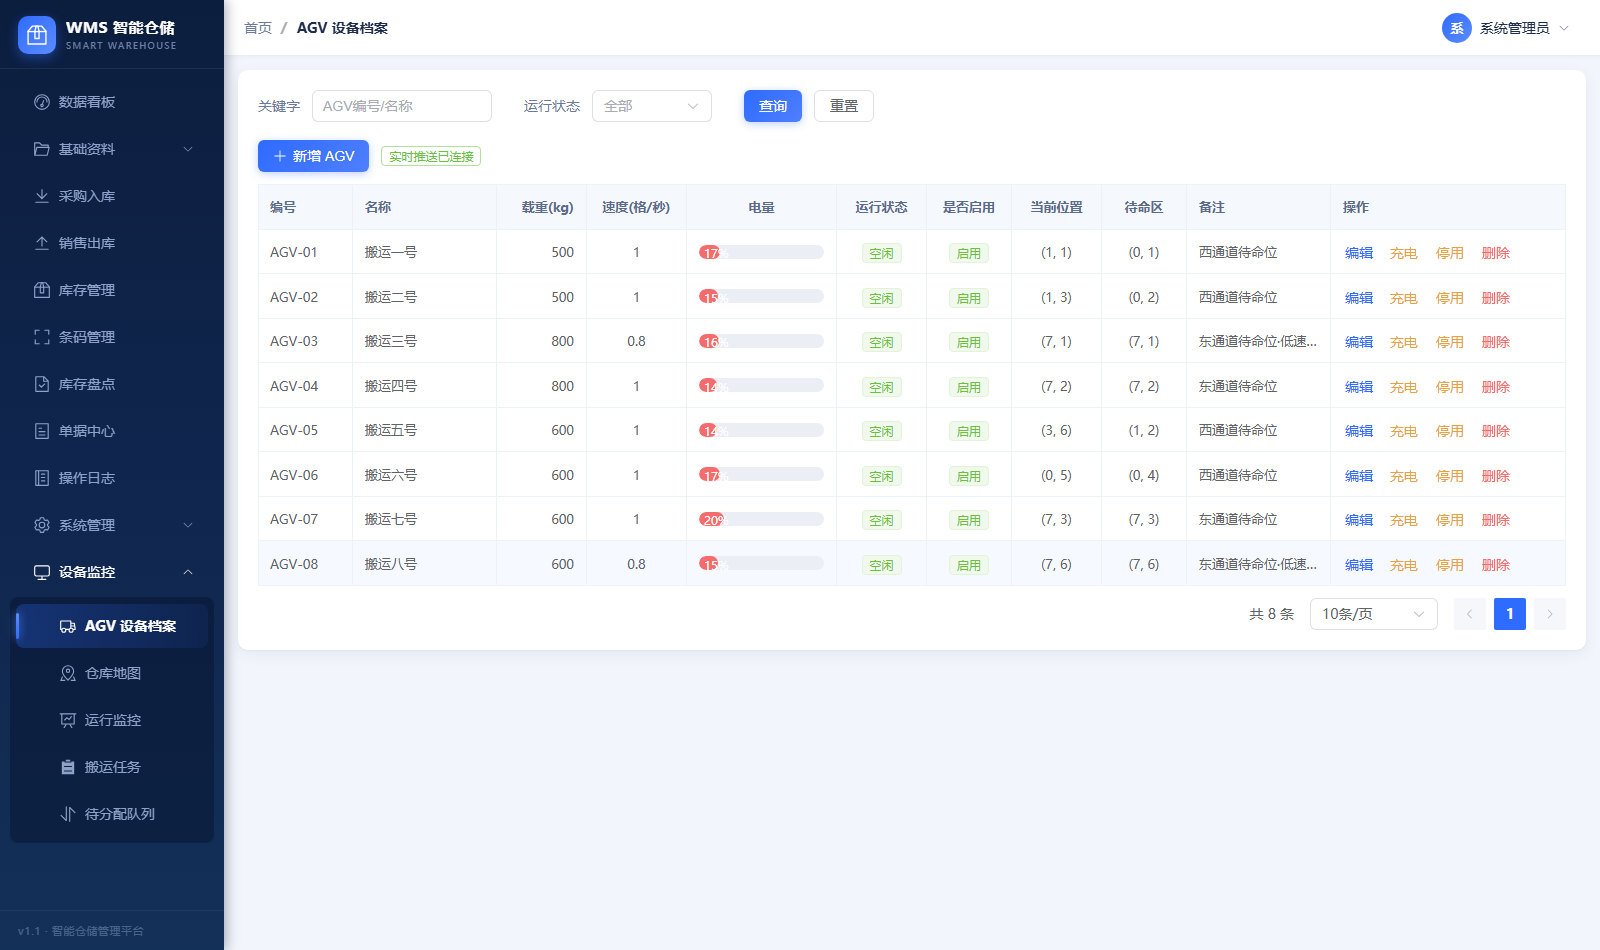 WMS 智能仓储
SMART WAREHOUSE
数据看板
基础资料
采购入库
销售出库
库存管理
条码管理
库存盘点
单据中心
操作日志
系统管理
设备监控
AGV 设备档案
仓库地图
运行监控
搬运任务
待分配队列
v1.1 · 智能仓储管理平台
首页 / AGV 设备档案
系 系统管理员
关键字 AGV编号/名称 运行状态 全部 查询 重置
新增 AGV 实时推送已连接
编号 名称 载重(kg) 速度(格/秒) 电量 运行状态 是否启用 当前位置 待命区 备注 操作
AGV-01 搬运一号 500 1 17% 空闲 启用 (1, 1) (0, 1) 西通道待命位 编辑 充电 停用 删除
AGV-02 搬运二号 500 1 15% 空闲 启用 (1, 3) (0, 2) 西通道待命位 编辑 充电 停用 删除
AGV-03 搬运三号 800 0.8 16% 空闲 启用 (7, 1) (7, 1) 东通道待命位·低速... 编辑 充电 停用 删除
AGV-04 搬运四号 800 1 14% 空闲 启用 (7, 2) (7, 2) 东通道待命位 编辑 充电 停用 删除
AGV-05 搬运五号 600 1 14% 空闲 启用 (3, 6) (1, 2) 西通道待命位 编辑 充电 停用 删除
AGV-06 搬运六号 600 1 17% 空闲 启用 (0, 5) (0, 4) 西通道待命位 编辑 充电 停用 删除
AGV-07 搬运七号 600 1 20% 空闲 启用 (7, 3) (7, 3) 东通道待命位 编辑 充电 停用 删除
AGV-08 搬运八号 600 0.8 15% 空闲 启用 (7, 6) (7, 6) 东通道待命位·低速... 编辑 充电 停用 删除
共 8 条 10条/页 1